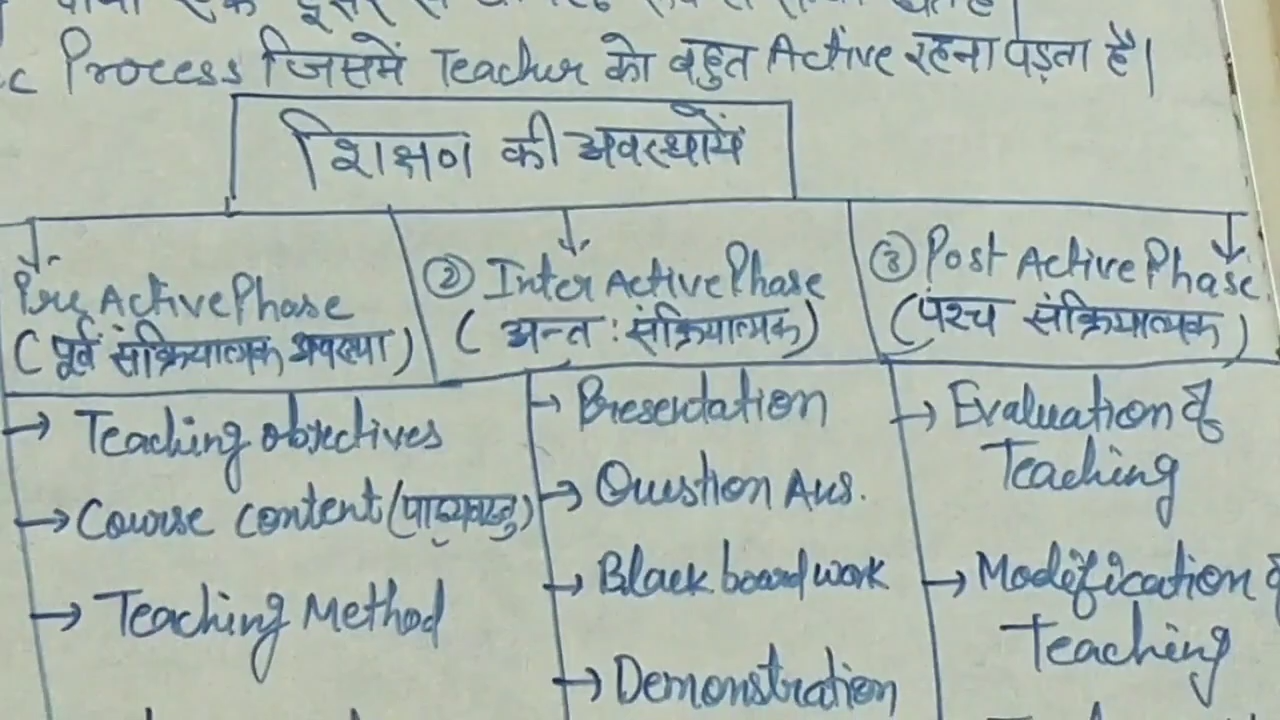 c Process जिसमें Teacher को बहुत Active रहना पड़ता है।
शिक्षण की अवस्थायें
Pre Active Phase
(पूर्व संक्रियात्मक अवस्था)
→ Teaching objectives
→ Course content (पाठ्यवस्तु)
→ Teaching Method
② Inter Active Phase
(अन्त: संक्रियात्मक)
→ Presentation
→ Question Ans.
→ Black board work
→ Demonstration
③ Post Active Phase
(पश्च संक्रियात्मक)
→ Evaluation of
Teaching
→ Modification of
Teaching